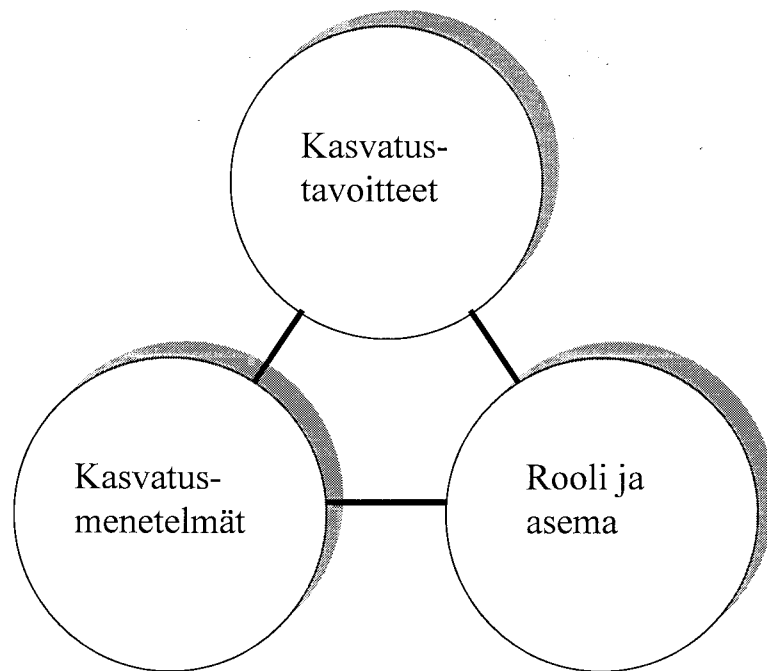 Kasvatus-
tavoitteet
Kasvatus-
menetelmät
Rooli ja
asema